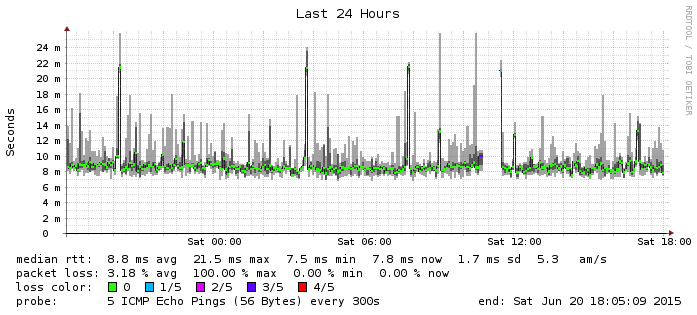 Last 24 Hours
RRDTOOL / TOBI OETIKER
Seconds
24 m
22 m
20 m
18 m
16 m
14 m
12 m
10 m
8 m
6 m
4 m
2 m
0
Sat 00:00 Sat 06:00 Sat 12:00 Sat 18:00
median rtt: 8.8 ms avg 21.5 ms max 7.5 ms min 7.8 ms now 1.7 ms sd 5.3 am/s
packet loss: 3.18 % avg 100.00 % max 0.00 % min 0.00 % now
loss color: 0 1/5 2/5 3/5 4/5
probe: 5 ICMP Echo Pings (56 Bytes) every 300s end: Sat Jun 20 18:05:09 2015